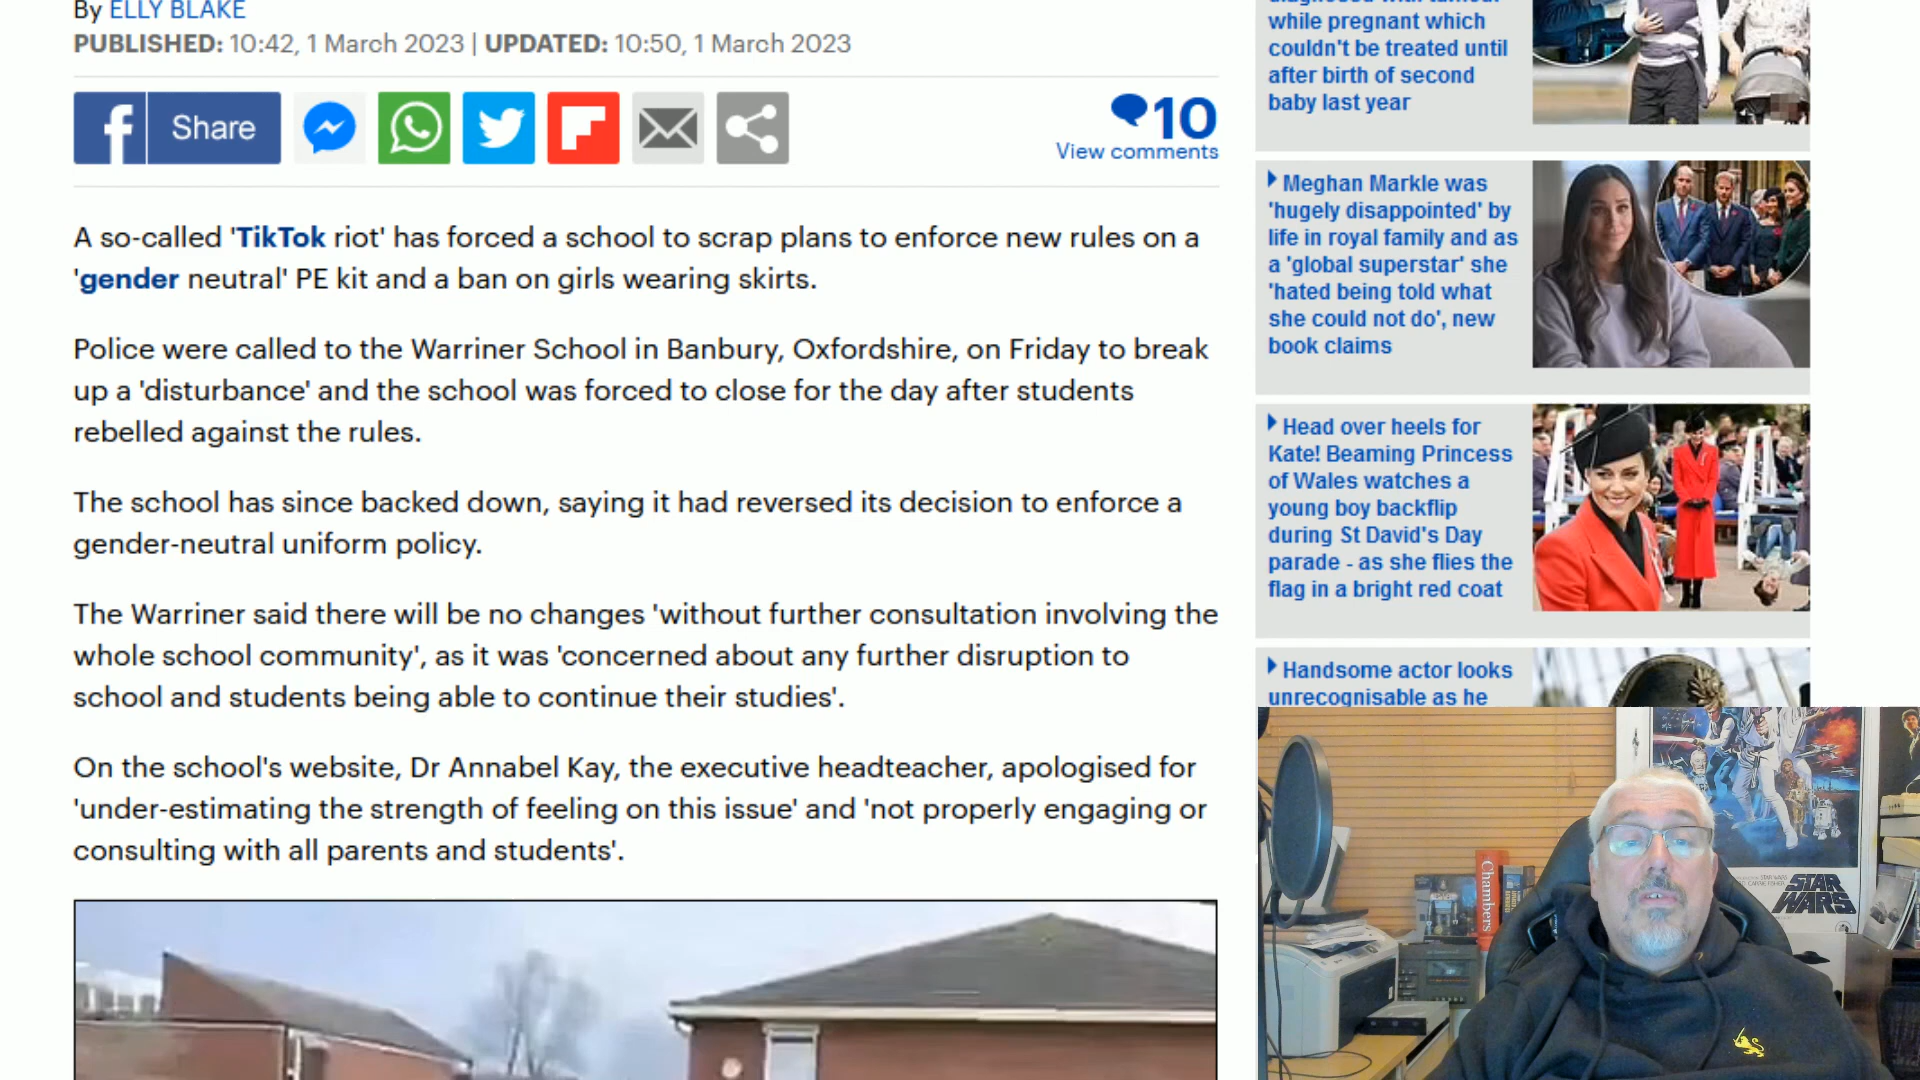 By ELLY BLAKE
PUBLISHED: 10:42, 1 March 2023 | UPDATED: 10:50, 1 March 2023
Share
10
View comments
A so-called 'TikTok riot' has forced a school to scrap plans to enforce new rules on a
'gender neutral' PE kit and a ban on girls wearing skirts.
Police were called to the Warriner School in Banbury, Oxfordshire, on Friday to break
up a 'disturbance' and the school was forced to close for the day after students
rebelled against the rules.
The school has since backed down, saying it had reversed its decision to enforce a
gender-neutral uniform policy.
The Warriner said there will be no changes 'without further consultation involving the
whole school community', as it was 'concerned about any further disruption to
school and students being able to continue their studies'.
On the school's website, Dr Annabel Kay, the executive headteacher, apologised for
'under-estimating the strength of feeling on this issue' and 'not properly engaging or
consulting with all parents and students'.
while pregnant which
couldn't be treated until
after birth of second
baby last year
Meghan Markle was
'hugely disappointed' by
life in royal family and as
a 'global superstar' she
'hated being told what
she could not do', new
book claims
Head over heels for
Kate! Beaming Princess
of Wales watches a
young boy backflip
during St David's Day
parade - as she flies the
flag in a bright red coat
Handsome actor looks
unrecognisable as he
Chambers
STAR
WARS